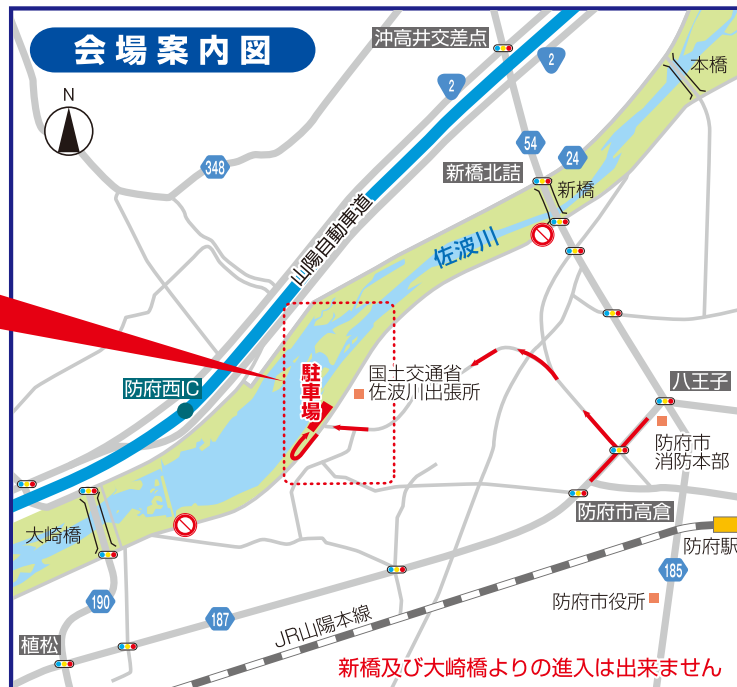 会場案内図
沖高井交差点
本橋
N
2
2
54
24
348
新橋北詰
新橋
山陽自動車道
佐波川
国土交通省
佐波川出張所
駐車場
八王子
防府西IC
防府市
消防本部
防府市高倉
大崎橋
防府駅
185
190
187
防府市役所
JR山陽本線
植松
新橋及び大崎橋よりの進入は出来ません